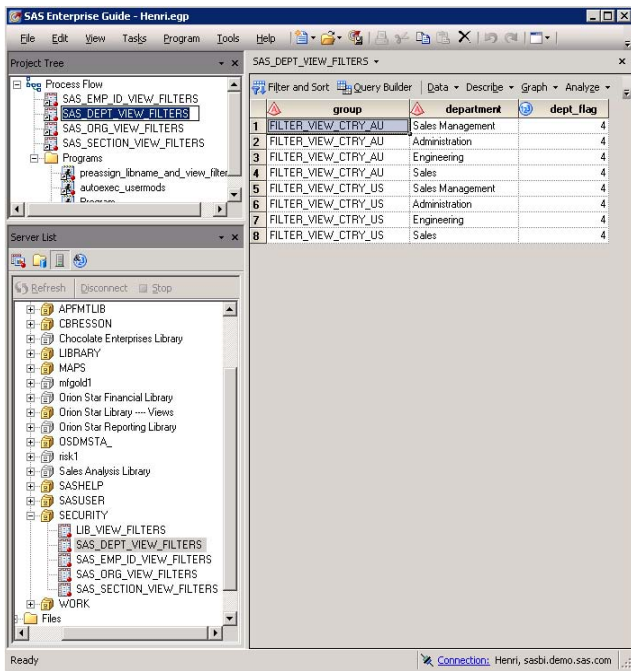 SAS Enterprise Guide - Henri.egp
File Edit View Tasks Program Tools Help
Project Tree
Process Flow
SAS_EMP_ID_VIEW_FILTERS
SAS_DEPT_VIEW_FILTERS
SAS_ORG_VIEW_FILTERS
SAS_SECTION_VIEW_FILTERS
Programs
preassign_libname_and_view_filter
autoexec_usermods
Program
Server List
Refresh Disconnect Stop
APFMTLIB
CBRESSON
Chocolate Enterprises Library
LIBRARY
MAPS
mfgold1
Orion Star Financial Library
Orion Star Library ---- Views
Orion Star Reporting Library
OSDMSTA_
risk1
Sales Analysis Library
SASHELP
SASUSER
SECURITY
LIB_VIEW_FILTERS
SAS_DEPT_VIEW_FILTERS
SAS_EMP_ID_VIEW_FILTERS
SAS_ORG_VIEW_FILTERS
SAS_SECTION_VIEW_FILTERS
WORK
Files
SAS_DEPT_VIEW_FILTERS
Filter and Sort Query Builder Data Describe Graph Analyze
group department dept_flag
1 FILTER_VIEW_CTRY_AU Sales Management 4
2 FILTER_VIEW_CTRY_AU Administration 4
3 FILTER_VIEW_CTRY_AU Engineering 4
4 FILTER_VIEW_CTRY_AU Sales 4
5 FILTER_VIEW_CTRY_US Sales Management 4
6 FILTER_VIEW_CTRY_US Administration 4
7 FILTER_VIEW_CTRY_US Engineering 4
8 FILTER_VIEW_CTRY_US Sales 4
Ready
Connection: Henri, sasbi.demo.sas.com